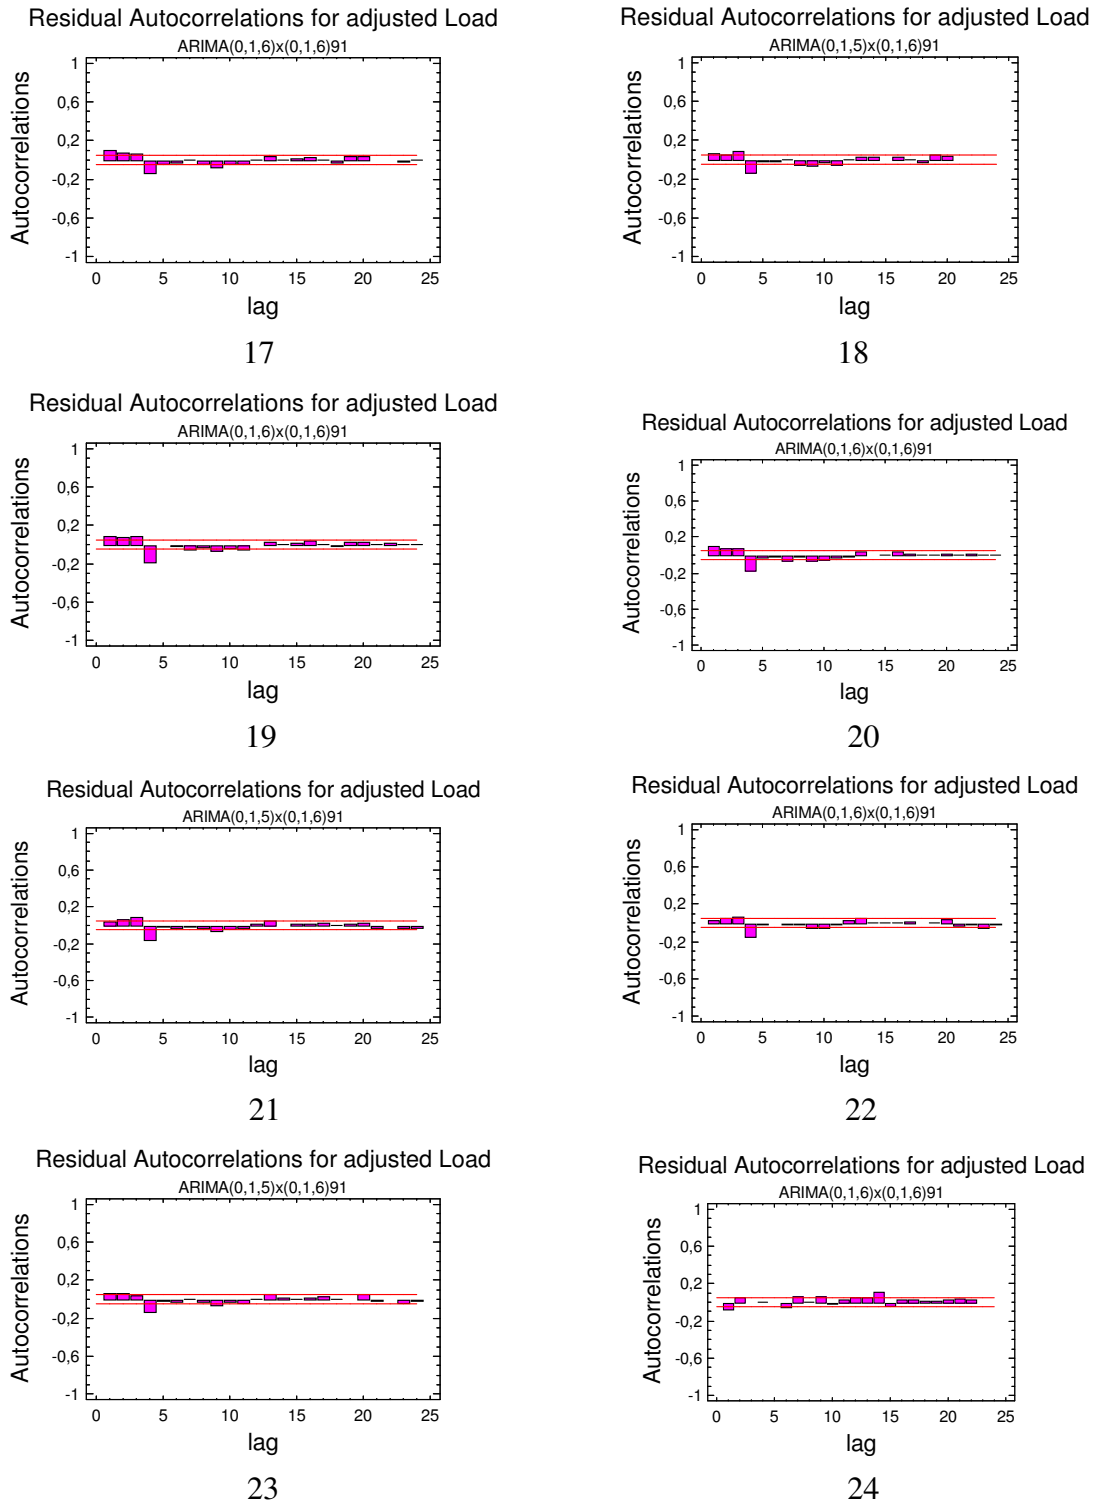 Residual Autocorrelations for adjusted Load
ARIMA(0,1,6)x(0,1,6)91
Autocorrelations
1
0,6
0,2
-0,2
-0,6
-1
0 5 10 15 20 25
lag
17
Residual Autocorrelations for adjusted Load
ARIMA(0,1,5)x(0,1,6)91
Autocorrelations
1
0,6
0,2
-0,2
-0,6
-1
0 5 10 15 20 25
lag
18
Residual Autocorrelations for adjusted Load
ARIMA(0,1,6)x(0,1,6)91
Autocorrelations
1
0,6
0,2
-0,2
-0,6
-1
0 5 10 15 20 25
lag
19
Residual Autocorrelations for adjusted Load
ARIMA(0,1,6)x(0,1,6)91
Autocorrelations
1
0,6
0,2
-0,2
-0,6
-1
0 5 10 15 20 25
lag
20
Residual Autocorrelations for adjusted Load
ARIMA(0,1,5)x(0,1,6)91
Autocorrelations
1
0,6
0,2
-0,2
-0,6
-1
0 5 10 15 20 25
lag
21
Residual Autocorrelations for adjusted Load
ARIMA(0,1,6)x(0,1,6)91
Autocorrelations
1
0,6
0,2
-0,2
-0,6
-1
0 5 10 15 20 25
lag
22
Residual Autocorrelations for adjusted Load
ARIMA(0,1,5)x(0,1,6)91
Autocorrelations
1
0,6
0,2
-0,2
-0,6
-1
0 5 10 15 20 25
lag
23
Residual Autocorrelations for adjusted Load
ARIMA(0,1,6)x(0,1,6)91
Autocorrelations
1
0,6
0,2
-0,2
-0,6
-1
0 5 10 15 20 25
lag
24